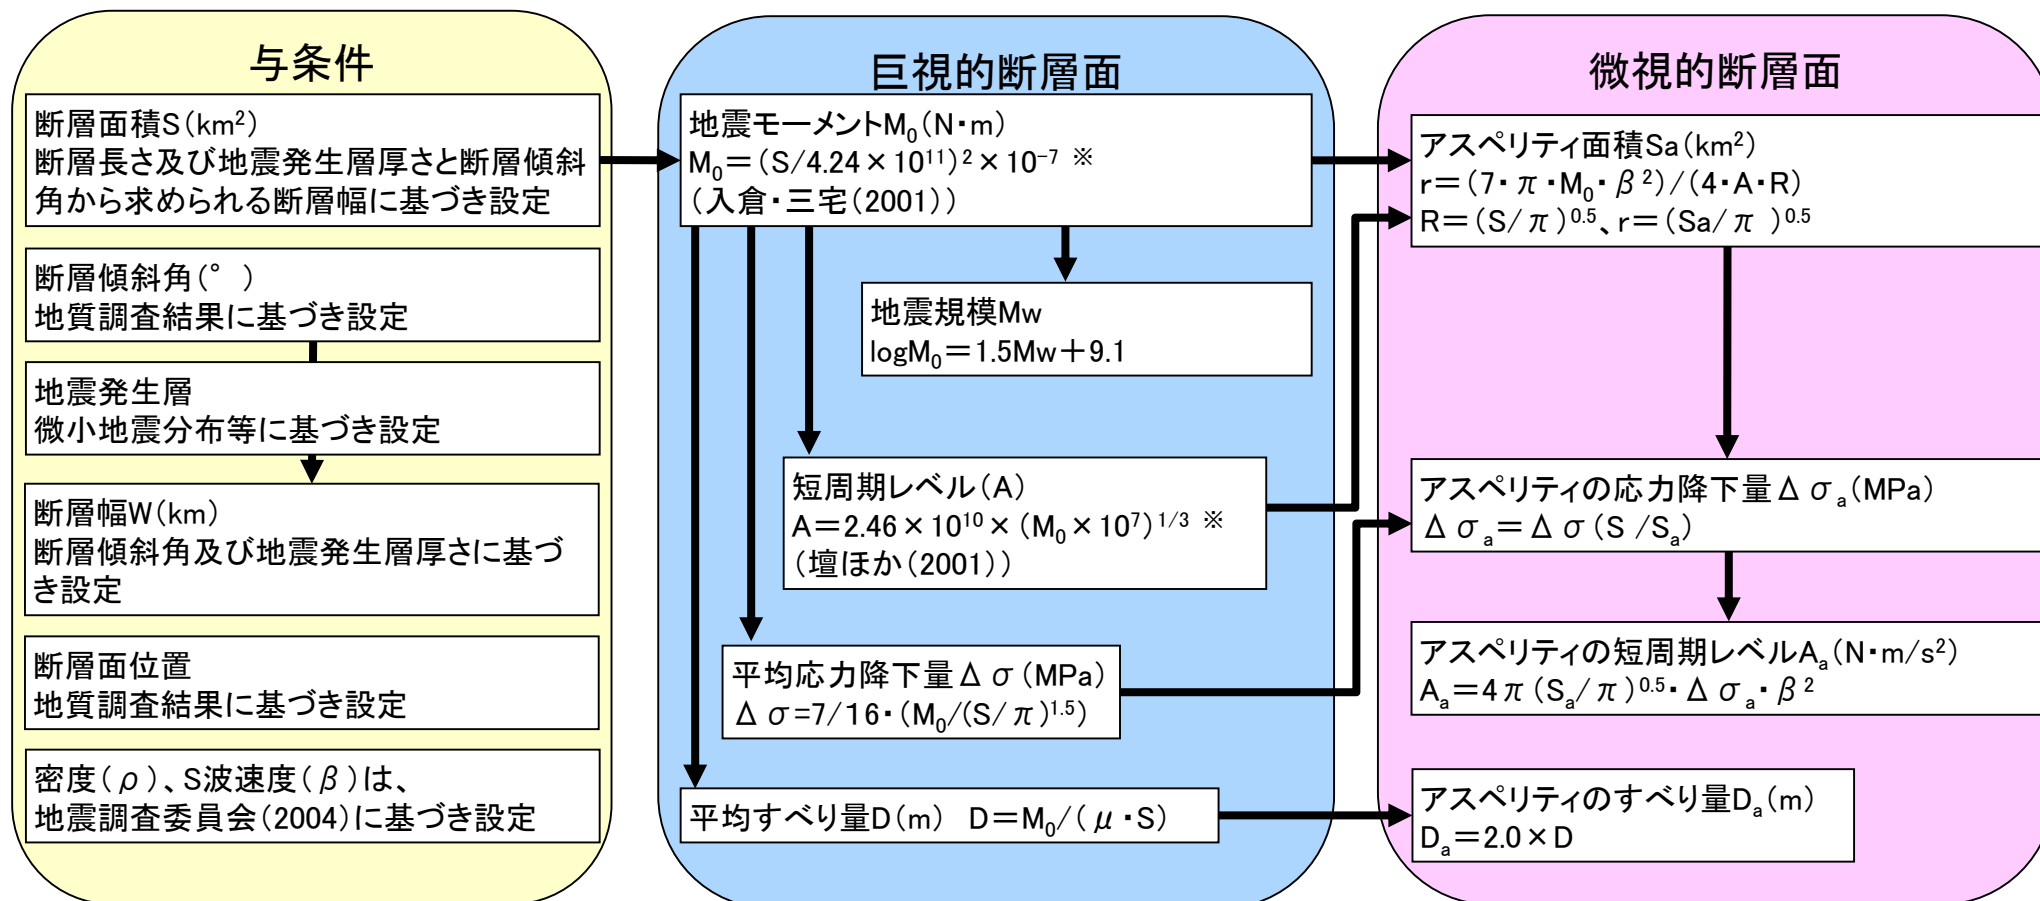 与条件
断層面積S(km²)
断層長さ及び地震発生層厚さと断層傾斜
角から求められる断層幅に基づき設定
断層傾斜角(°)
地質調査結果に基づき設定
地震発生層
微小地震分布等に基づき設定
断層幅W(km)
断層傾斜角及び地震発生層厚さに基づ
き設定
断層面位置
地質調査結果に基づき設定
密度(ρ)、S波速度(β)は、
地震調査委員会(2004)に基づき設定
巨視的断層面
地震モーメントM₀(N・m)
M₀=(S/4.24×10¹¹)²×10⁻⁷ ※
(入倉・三宅(2001))
地震規模Mw
logM₀=1.5Mw+9.1
短周期レベル(A)
A=2.46×10¹⁰×(M₀×10⁷)¹/³ ※
(壇ほか(2001))
平均応力降下量Δσ(MPa)
Δσ=7/16・(M₀/(S/π)¹·⁵)
平均すべり量D(m) D=M₀/(μ・S)
微視的断層面
アスペリティ面積Sa(km²)
r=(7・π・M₀・β²)/(4・A・R)
R=(S/π)⁰·⁵、r=(Sa/π)⁰·⁵
アスペリティの応力降下量Δσₐ(MPa)
Δσₐ=Δσ(S/Sₐ)
アスペリティの短周期レベルAₐ(N・m/s²)
Aₐ=4π(Sₐ/π)⁰·⁵・Δσₐ・β²
アスペリティのすべり量Dₐ(m)
Dₐ=2.0×D